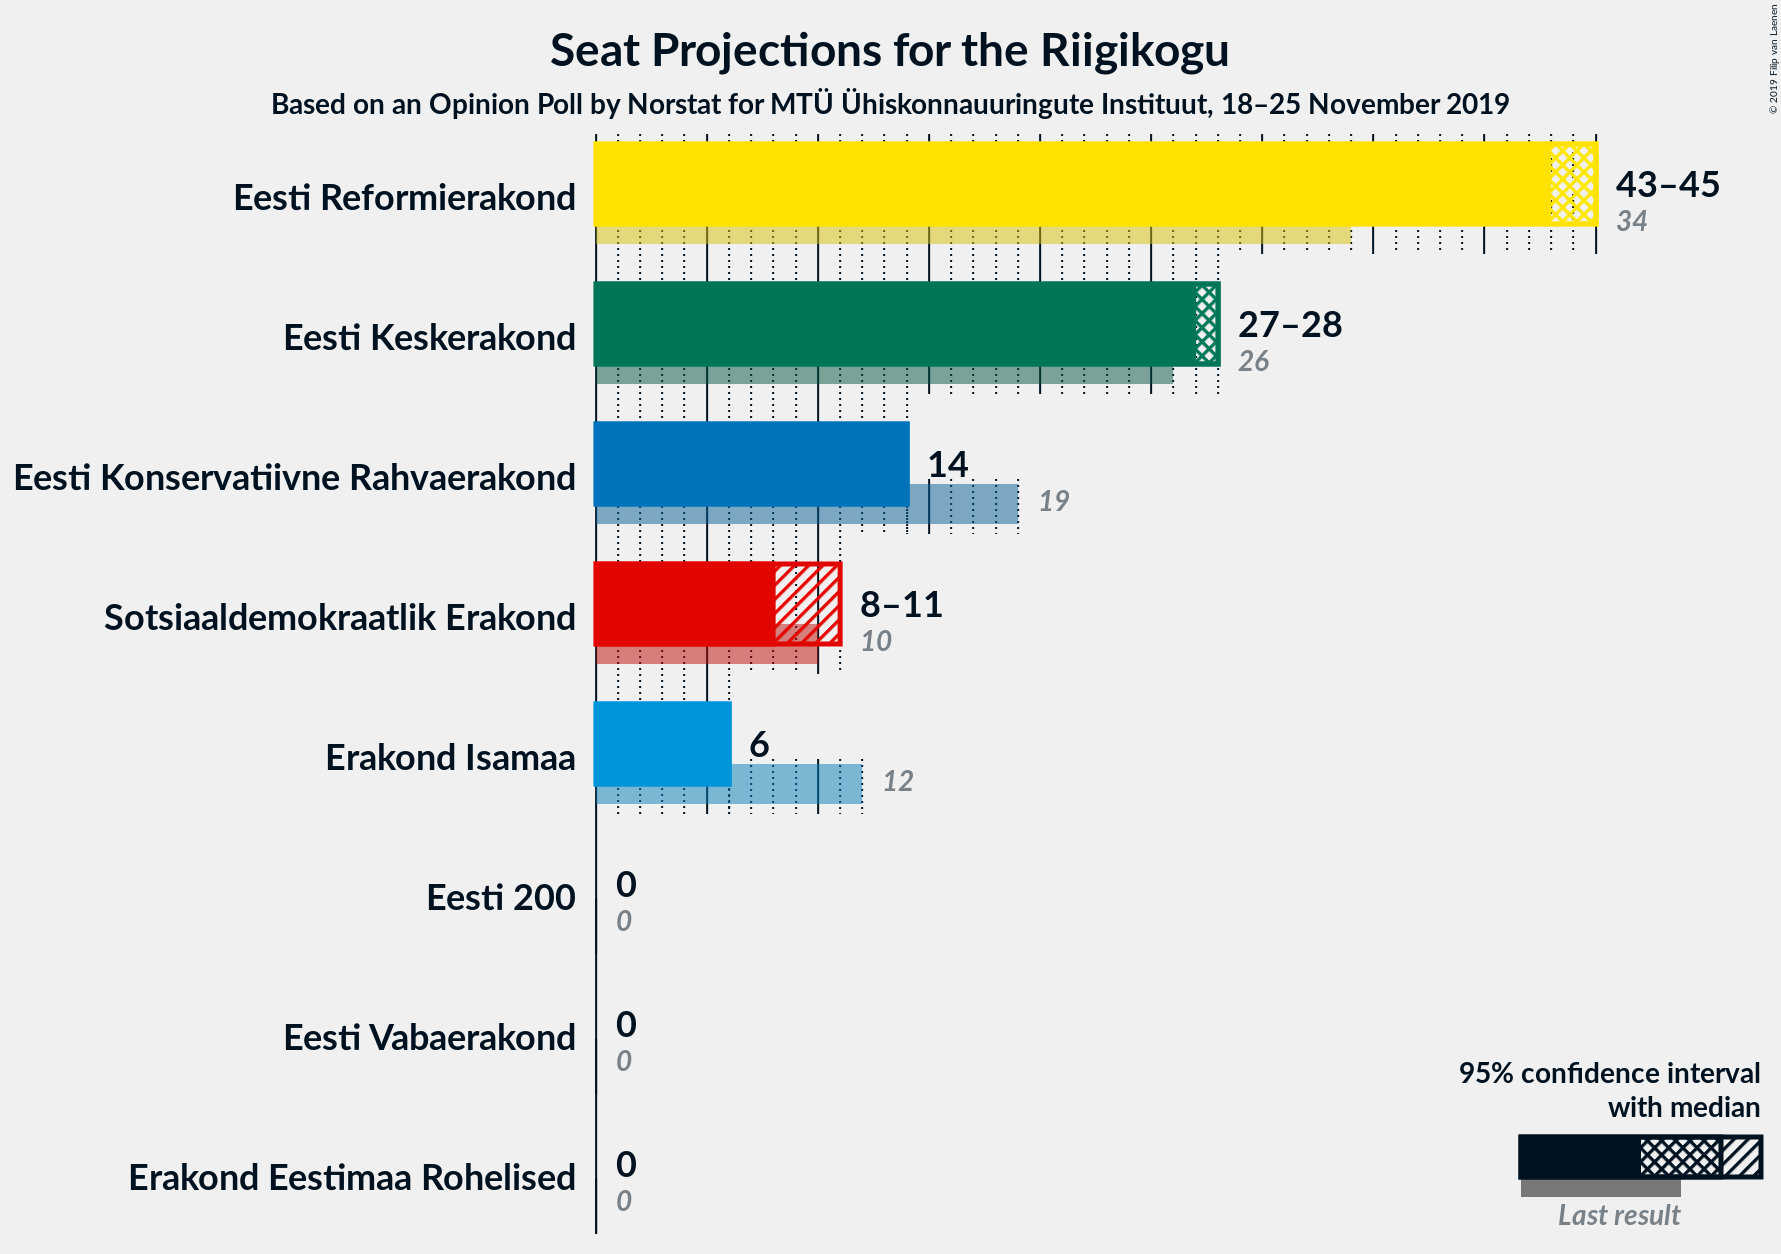 Seat Projections for the Riigikogu
Based on an Opinion Poll by Norstat for MTÜ Ühiskonnauuringute Instituut, 18–25 November 2019
© 2019 Filip van Laenen
Eesti Reformierakond
43–45
34
Eesti Keskerakond
27–28
26
Eesti Konservatiivne Rahvaerakond
14
19
Sotsiaaldemokraatlik Erakond
8–11
10
Erakond Isamaa
6
12
Eesti 200
0
0
Eesti Vabaerakond
0
0
Erakond Eestimaa Rohelised
0
0
95% confidence interval
with median
Last result